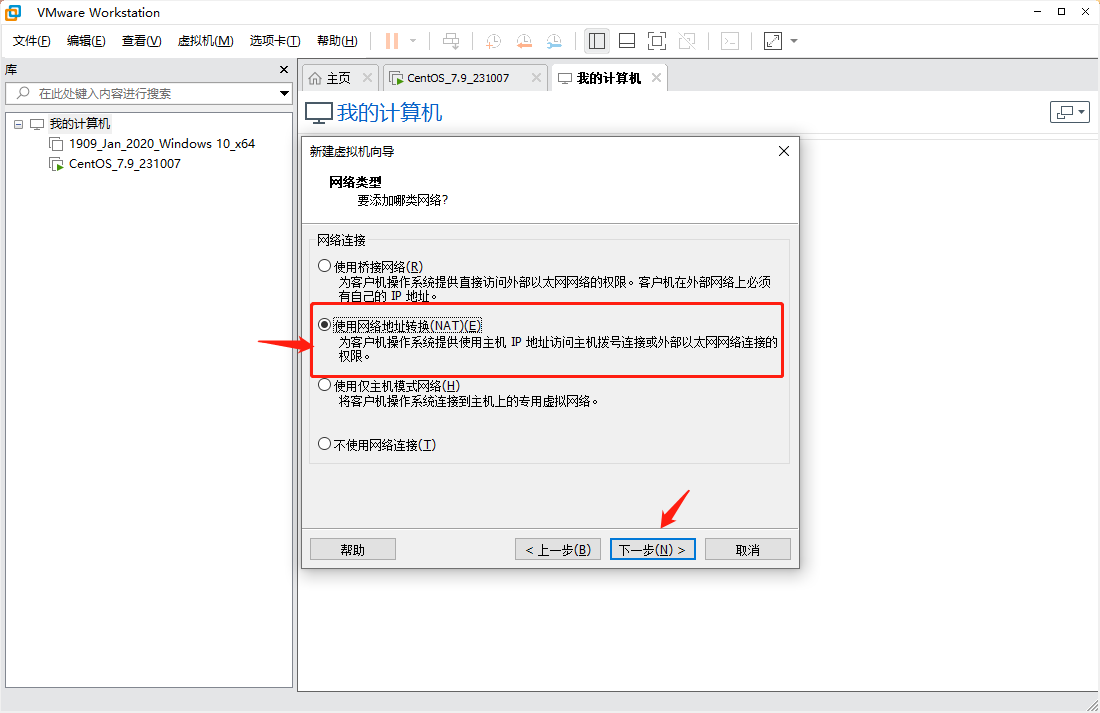 VMware Workstation
文件(F) 编辑(E) 查看(V) 虚拟机(M) 选项卡(T) 帮助(H)
库
在此处键入内容进行搜索
我的计算机
1909_Jan_2020_Windows 10_x64
CentOS_7.9_231007
主页 CentOS_7.9_231007 我的计算机
我的计算机
新建虚拟机向导
网络类型
要添加哪类网络?
网络连接
使用桥接网络(R)
为客户机操作系统提供直接访问外部以太网网络的权限。客户机在外部网络上必须
有自己的 IP 地址。
使用网络地址转换(NAT)(E)
为客户机操作系统提供使用主机 IP 地址访问主机拨号连接或外部以太网网络连接的
权限。
使用仅主机模式网络(H)
将客户机操作系统连接到主机上的专用虚拟网络。
不使用网络连接(T)
帮助 < 上一步(B) 下一步(N) > 取消